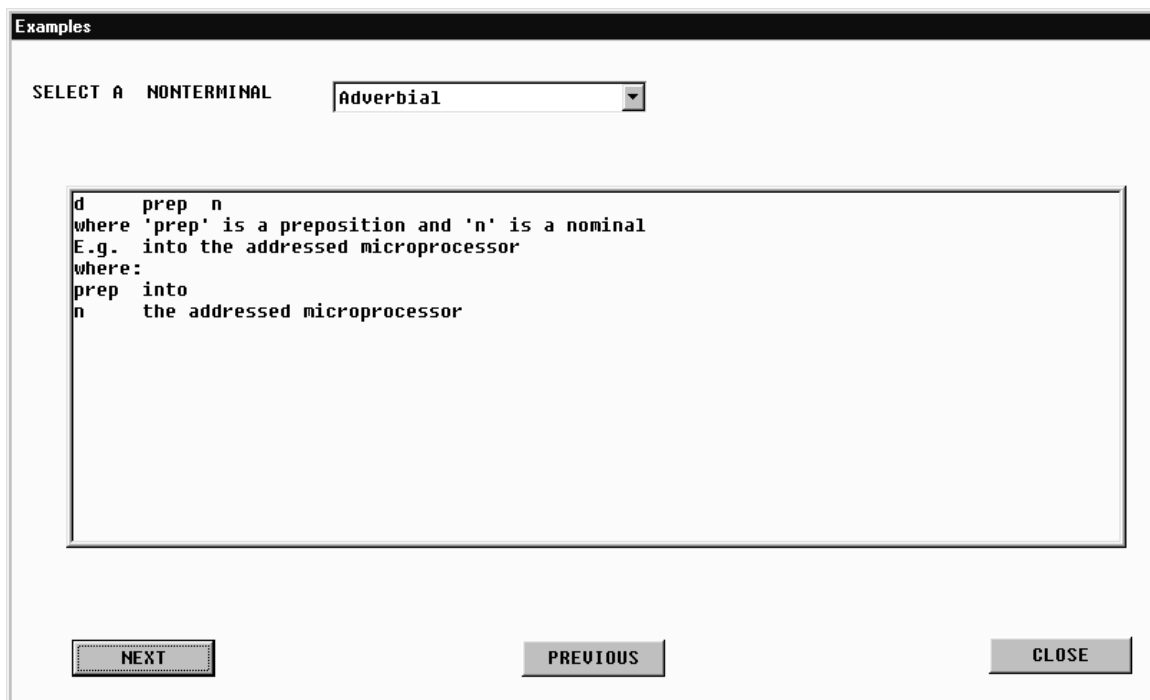 Examples
SELECT A NONTERMINAL Adverbial
d prep n
where 'prep' is a preposition and 'n' is a nominal
E.g. into the addressed microprocessor
where:
prep into
n the addressed microprocessor
NEXT PREVIOUS CLOSE